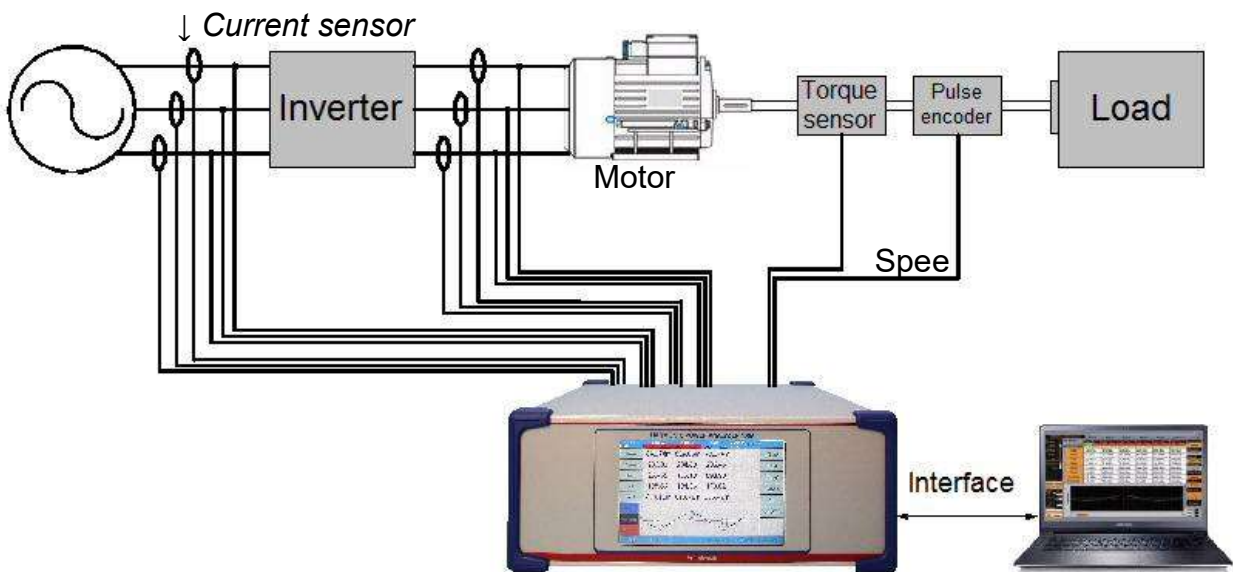 ↓ Current sensor
Inverter
Motor
Torque
sensor
Pulse
encoder
Load
Spee
Interface